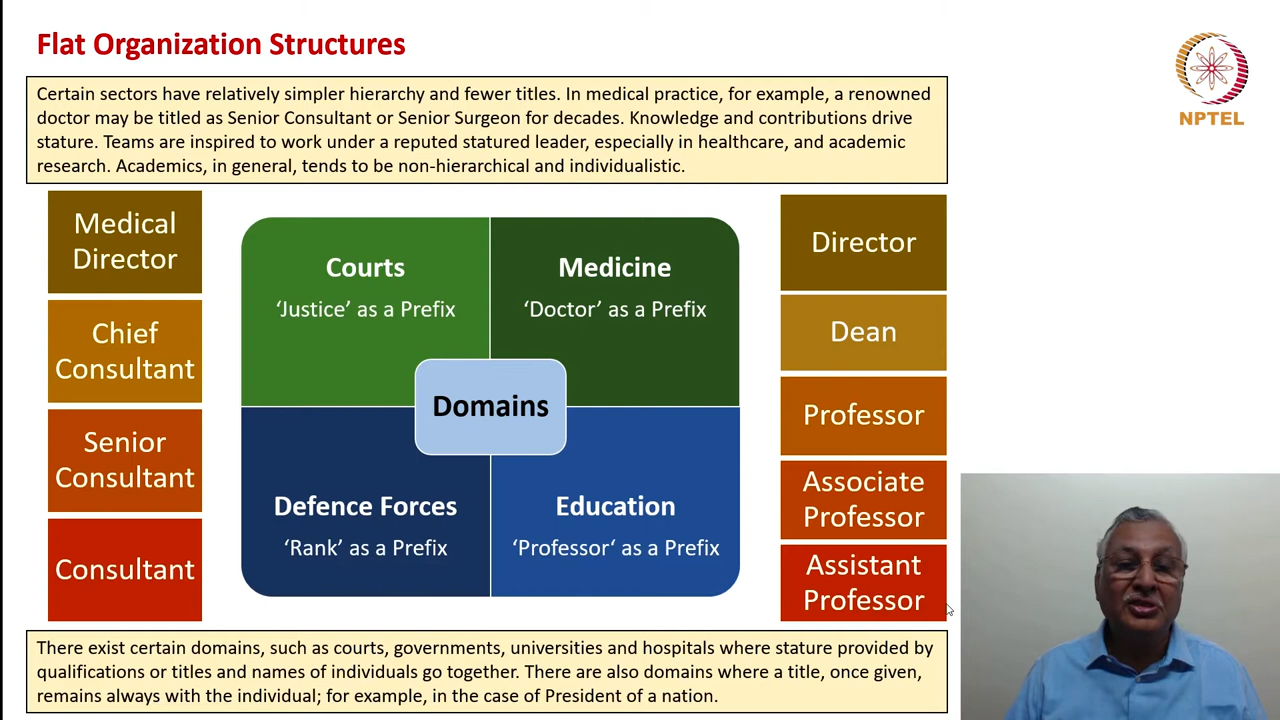 Flat Organization Structures
NPTEL
Certain sectors have relatively simpler hierarchy and fewer titles. In medical practice, for example, a renowned
doctor may be titled as Senior Consultant or Senior Surgeon for decades. Knowledge and contributions drive
stature. Teams are inspired to work under a reputed statured leader, especially in healthcare, and academic
research. Academics, in general, tends to be non-hierarchical and individualistic.
Medical
Director
Chief
Consultant
Senior
Consultant
Consultant
Courts
‘Justice’ as a Prefix
Medicine
‘Doctor’ as a Prefix
Domains
Defence Forces
‘Rank’ as a Prefix
Education
‘Professor‘ as a Prefix
Director
Dean
Professor
Associate
Professor
Assistant
Professor
There exist certain domains, such as courts, governments, universities and hospitals where stature provided by
qualifications or titles and names of individuals go together. There are also domains where a title, once given,
remains always with the individual; for example, in the case of President of a nation.